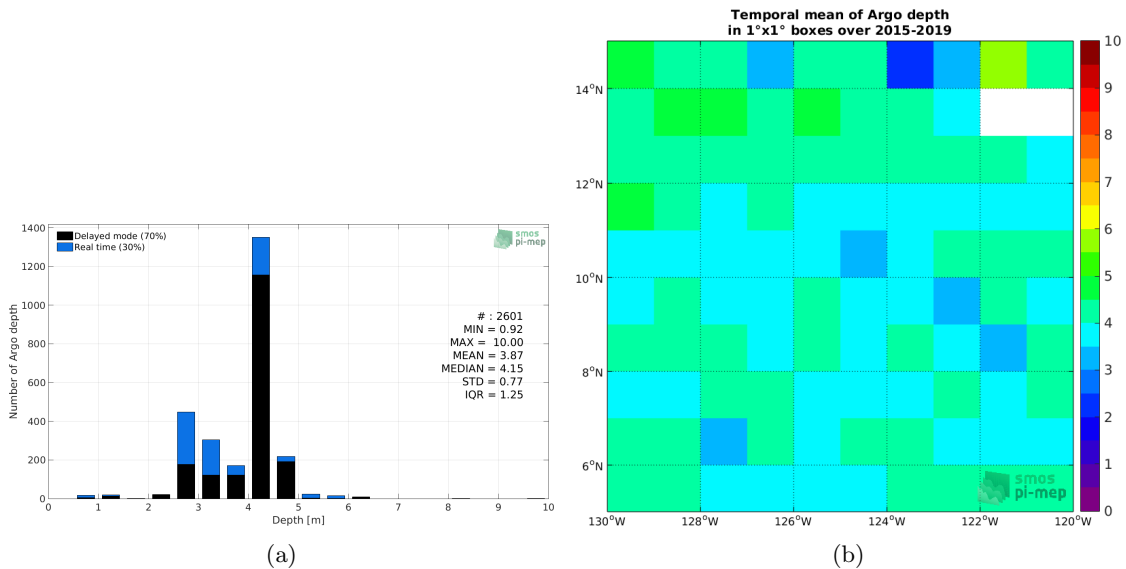 Delayed mode (70%)
Real time (30%)
smos
pi-mep
1400
1200
1000
800
600
400
200
0
Number of Argo depth
# : 2601
MIN = 0.92
MAX = 10.00
MEAN = 3.87
MEDIAN = 4.15
STD = 0.77
IQR = 1.25
0 1 2 3 4 5 6 7 8 9 10
Depth [m]
(a)
Temporal mean of Argo depth
in 1°x1° boxes over 2015-2019
14°N
12°N
10°N
8°N
6°N
130°W 128°W 126°W 124°W 122°W 120°W
smos
pi-mep
10
9
8
7
6
5
4
3
2
1
0
(b)